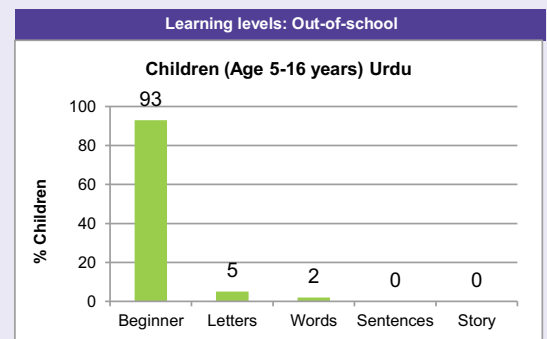 Learning levels: Out-of-school
Children (Age 5-16 years) Urdu
% Children
100
80
60
40
20
0
93
5
2
0
0
Beginner
Letters
Words
Sentences
Story